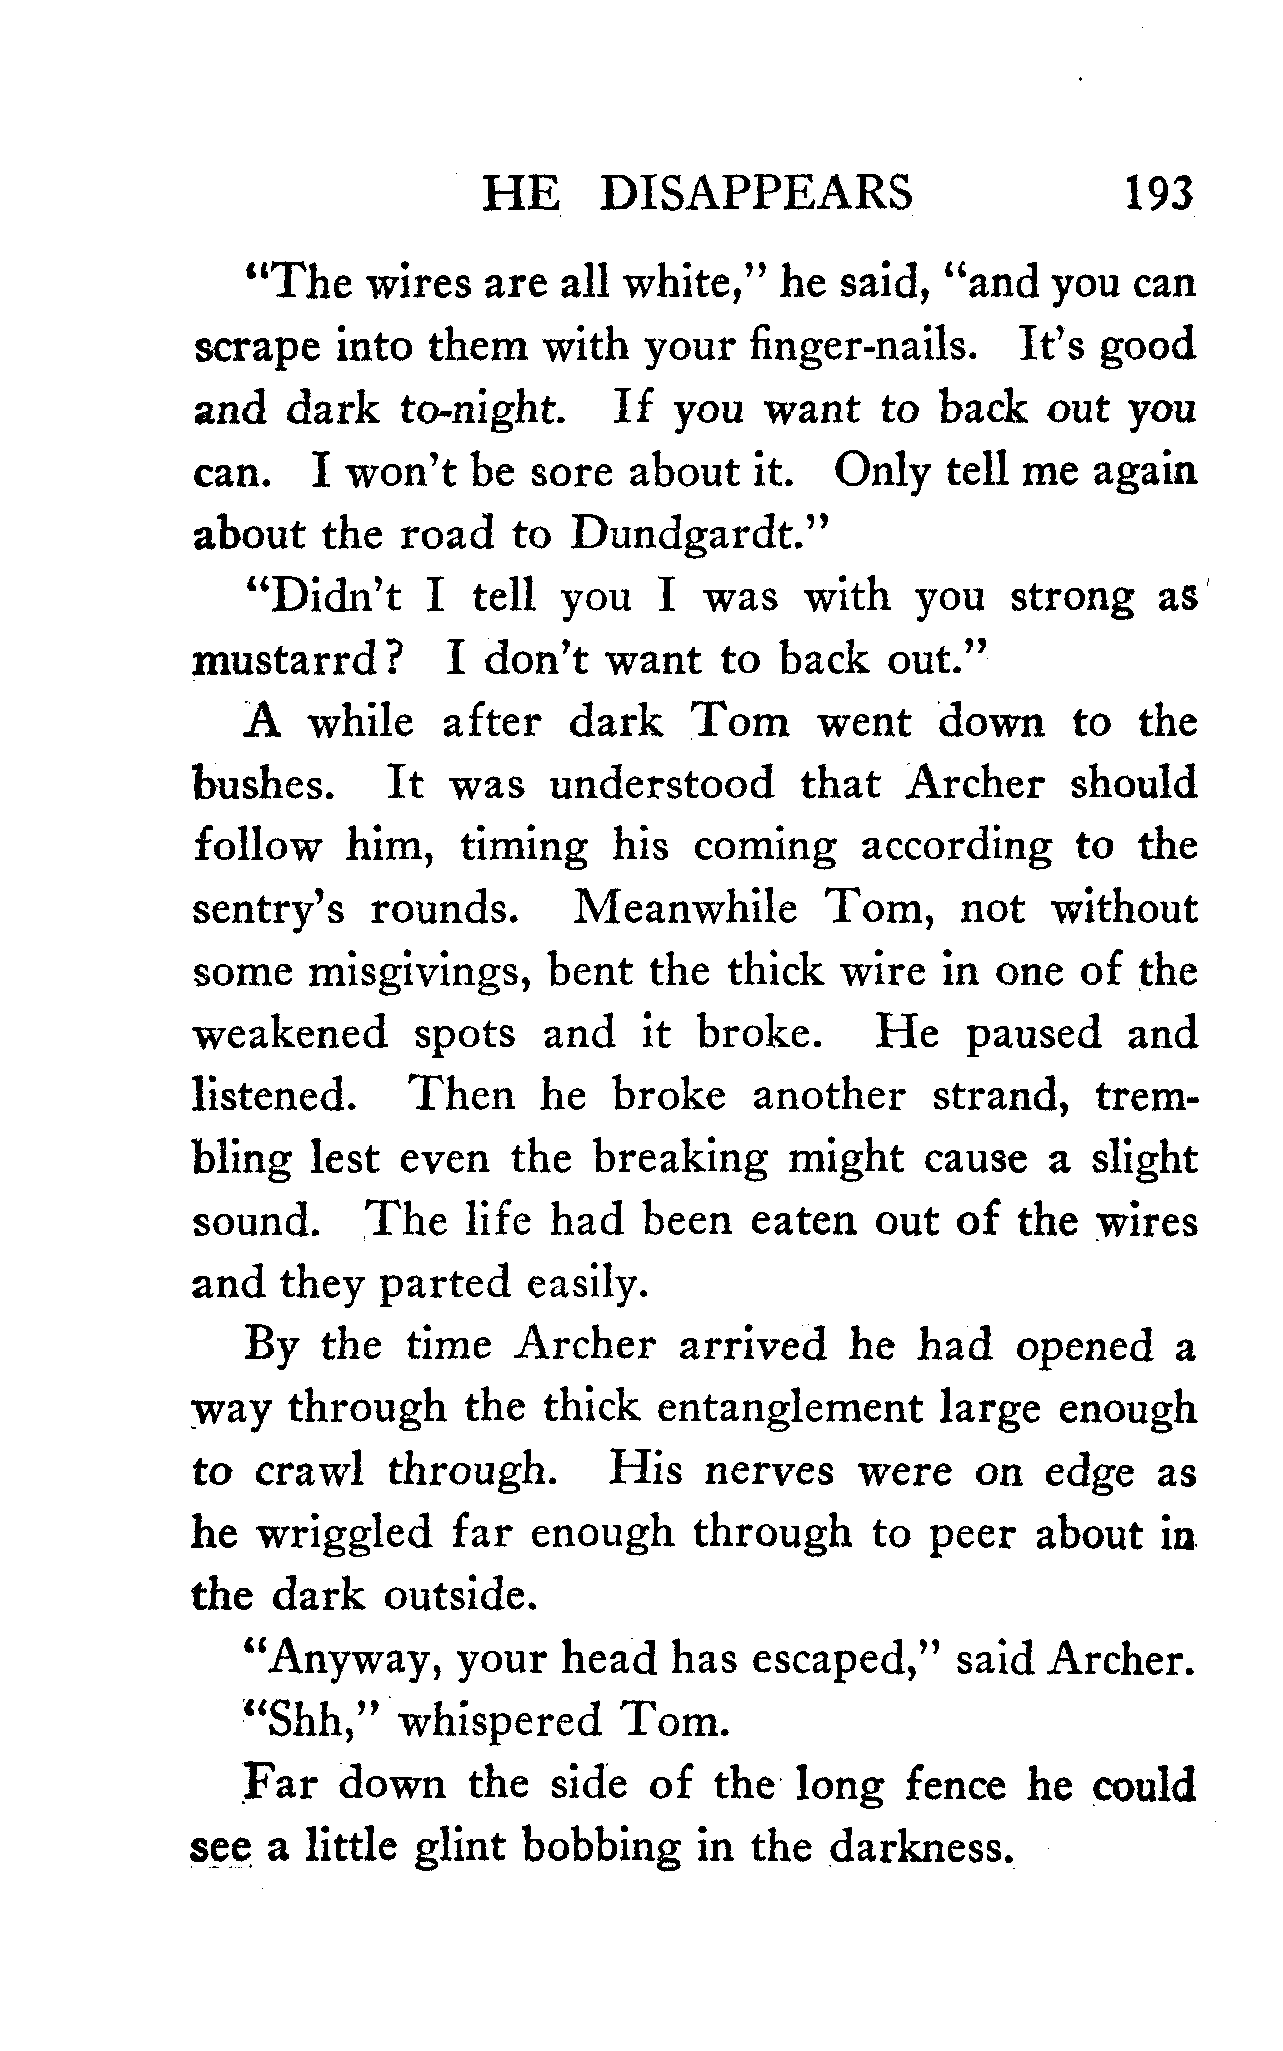 HE DISAPPEARS 193
"The wires are all white," he said, "and you can
scrape into them with your finger-nails. It's good
and dark to-night. If you want to back out you
can. I won't be sore about it. Only tell me again
about the road to Dundgardt."
"Didn't I tell you I was with you strong as
mustarrd? I don't want to back out."
A while after dark Tom went down to the
bushes. It was understood that Archer should
follow him, timing his coming according to the
sentry's rounds. Meanwhile Tom, not without
some misgivings, bent the thick wire in one of the
weakened spots and it broke. He paused and
listened. Then he broke another strand, trem-
bling lest even the breaking might cause a slight
sound. The life had been eaten out of the wires
and they parted easily.
By the time Archer arrived he had opened a
way through the thick entanglement large enough
to crawl through. His nerves were on edge as
he wriggled far enough through to peer about in
the dark outside.
"Anyway, your head has escaped," said Archer.
"Shh," whispered Tom.
Far down the side of the long fence he could
see a little glint bobbing in the darkness.